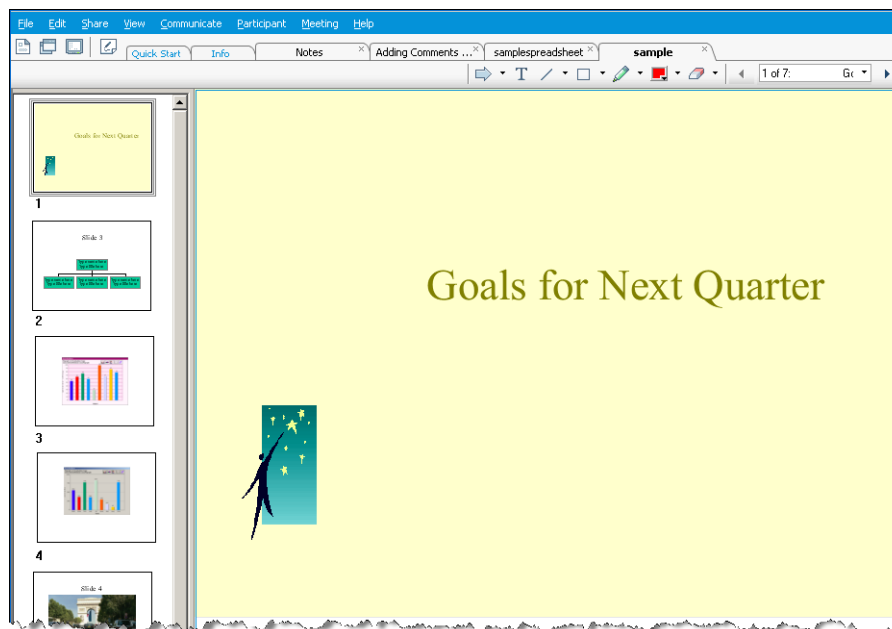 File Edit Share View Communicate Participant Meeting Help
Quick Start Info Notes Adding Comments ... samplespreadsheet sample
T 1 of 7: Gc
Goals for Next Quarter
1
Slide 3
2
3
4
Slide 4
Goals for Next Quarter